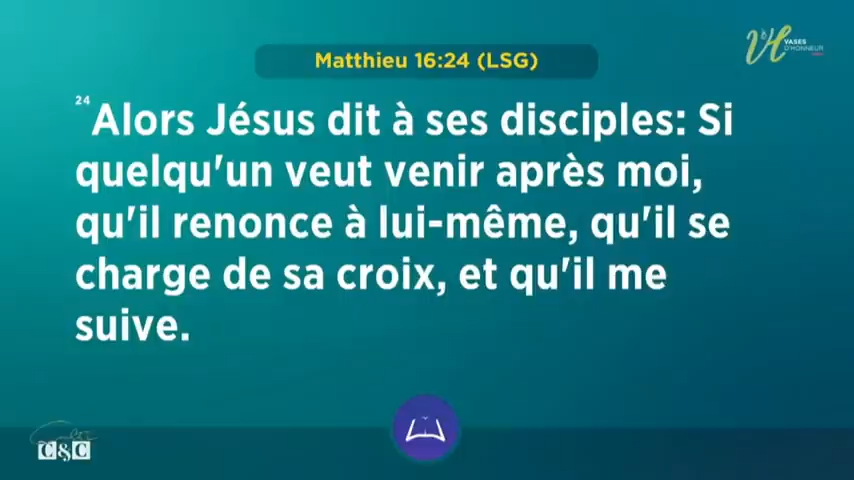 Matthieu 16:24 (LSG)
VH VASES
D'HONNEUR
24 Alors Jésus dit à ses disciples: Si
quelqu'un veut venir après moi,
qu'il renonce à lui-même, qu'il se
charge de sa croix, et qu'il me
suive.
C&C